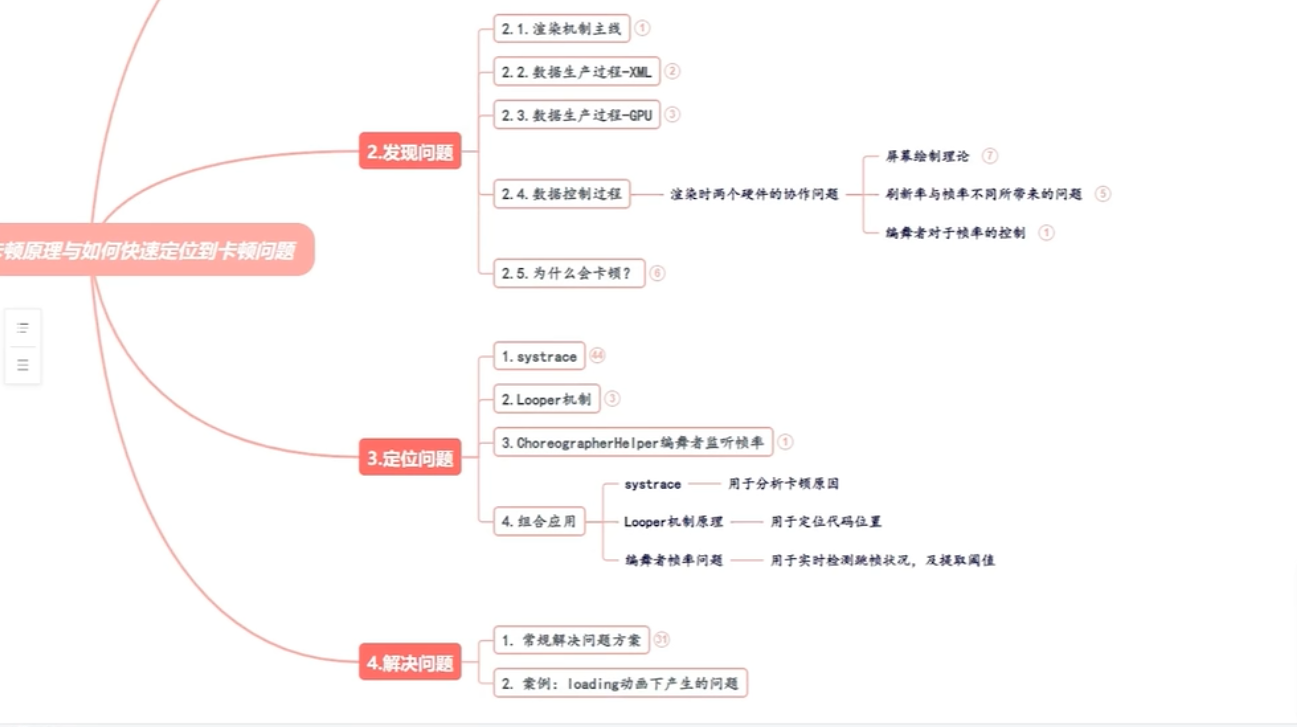 2.1.渲染机制主线 1
2.2.数据生产过程-XML 2
2.3.数据生产过程-GPU 3
2.发现问题
2.4.数据控制过程
渲染时两个硬件的协作问题
屏幕绘制理论 7
刷新率与帧率不同所带来的问题 5
编舞者对于帧率的控制 1
2.5.为什么会卡顿？ 6
卡顿原理与如何快速定位到卡顿问题
1.systrace 44
2.Looper机制 3
3.定位问题
3.ChoreographerHelper编舞者监听帧率 1
4.组合应用
systrace 用于分析卡顿原因
Looper机制原理 用于定位代码位置
编舞者帧率问题 用于实时检测跳帧状况，及提取阈值
4.解决问题
1. 常规解决问题方案 31
2. 案例：loading动画下产生的问题